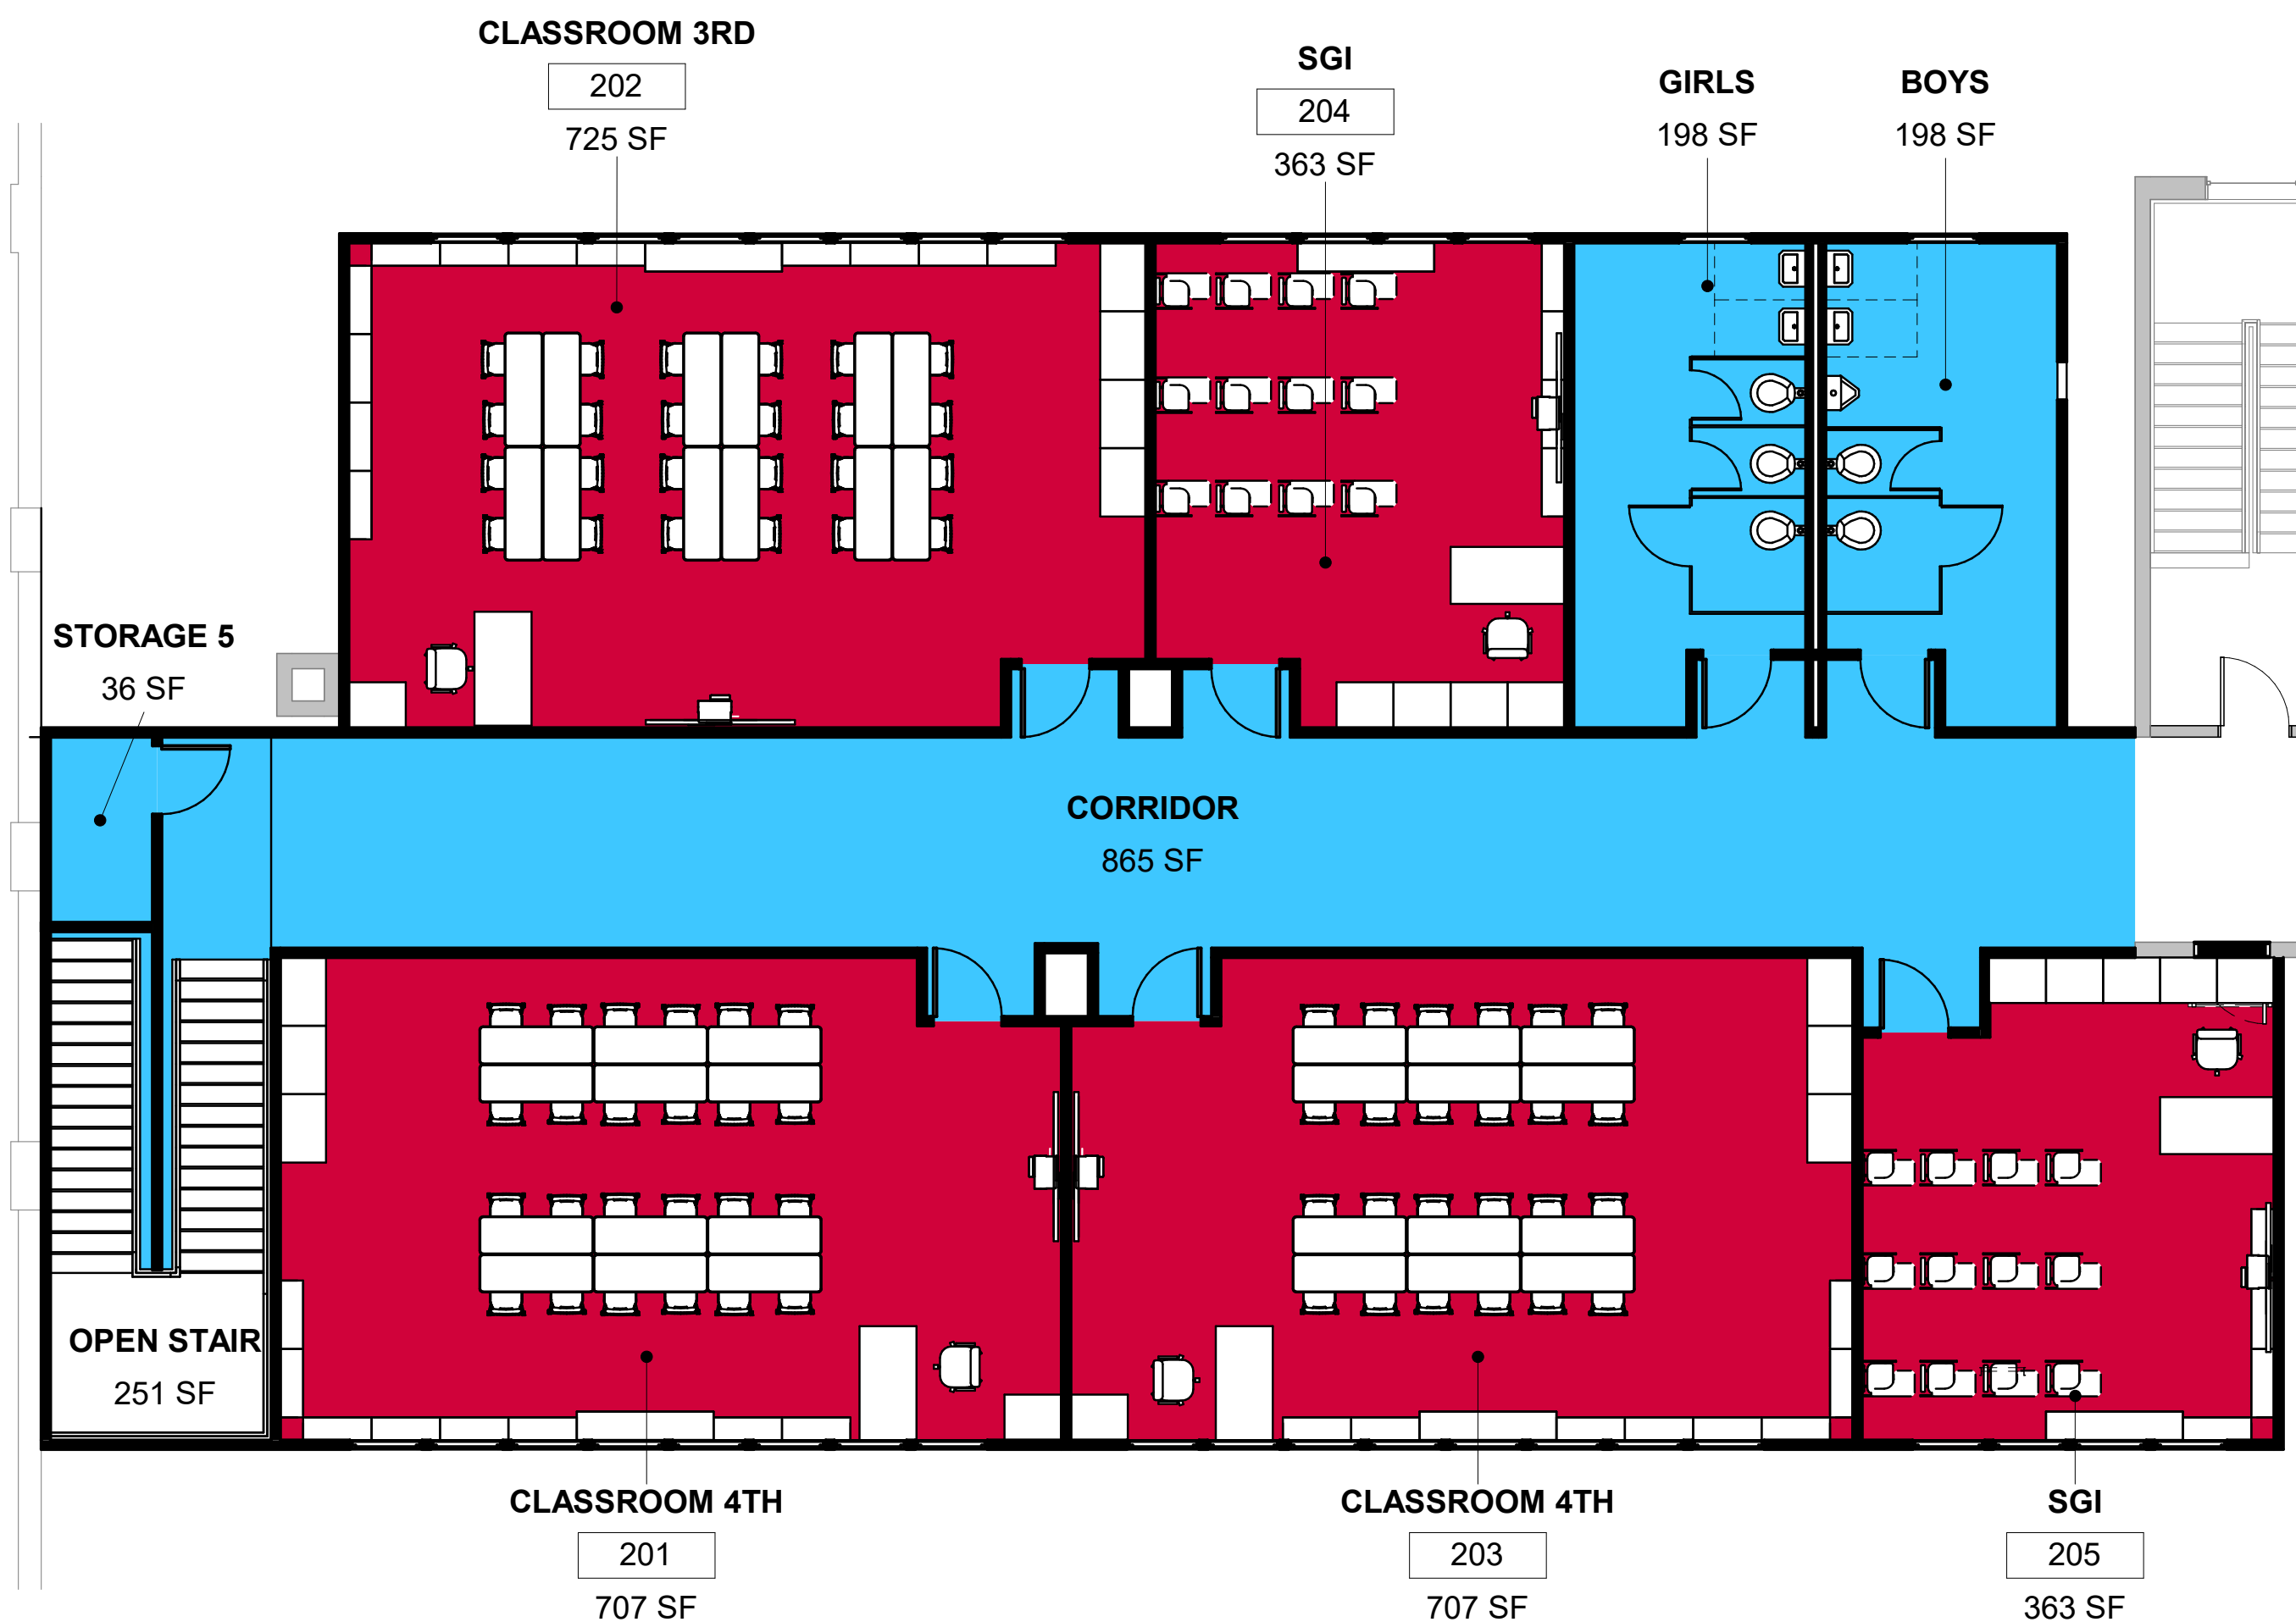 CLASSROOM 3RD
202
725 SF
SGI
204
363 SF
GIRLS
198 SF
BOYS
198 SF
STORAGE 5
36 SF
CORRIDOR
865 SF
OPEN STAIR
251 SF
CLASSROOM 4TH
201
707 SF
CLASSROOM 4TH
203
707 SF
SGI
205
363 SF